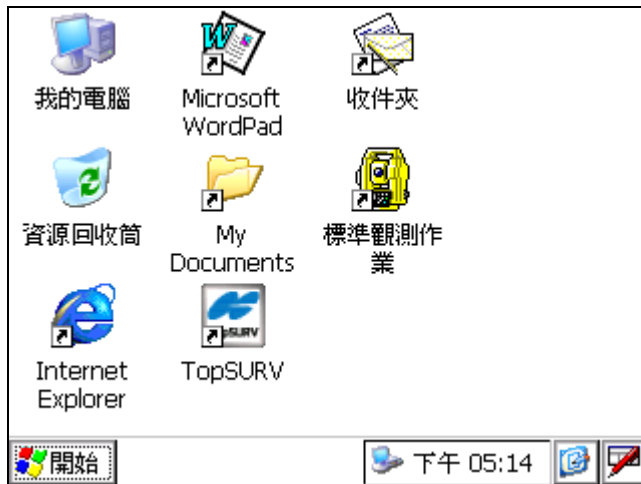 我的電腦
Microsoft
WordPad
收件夾
資源回收筒
My
Documents
標準觀測作
業
Internet
Explorer
TopSURV
開始
下午 05:14